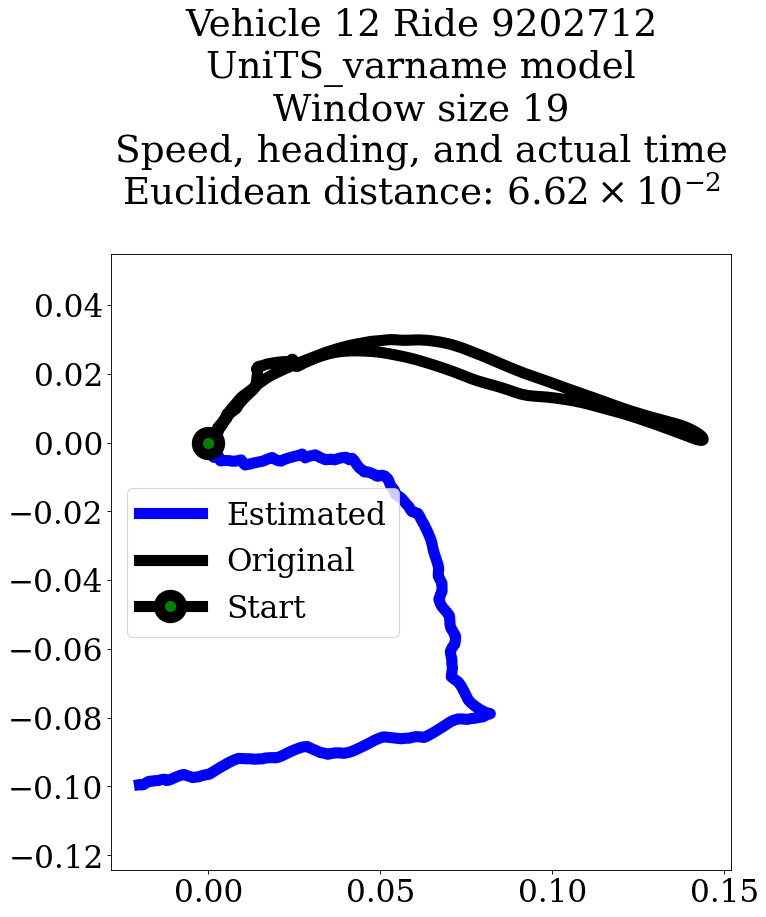 Vehicle 12 Ride 9202712
UniTS_varname model
Window size 19
Speed, heading, and actual time
Euclidean distance: 6.62 × 10⁻²
0.04
0.02
0.00
−0.02
−0.04
−0.06
−0.08
−0.10
−0.12
Estimated
Original
Start
0.00 0.05 0.10 0.15